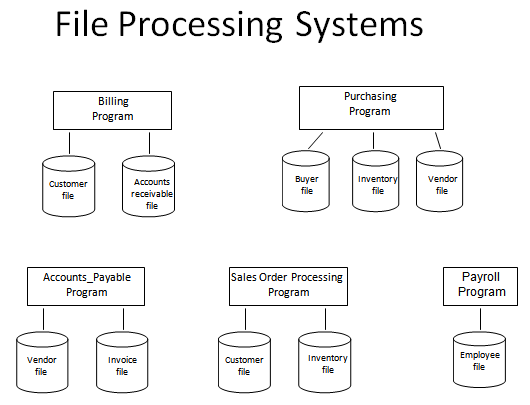 File Processing Systems
Billing
Program
Purchasing
Program
Customer
file
Accounts
receivable
file
Buyer
file
Inventory
file
Vendor
file
Accounts_Payable
Program
Sales Order Processing
Program
Payroll
Program
Vendor
file
Invoice
file
Customer
file
Inventory
file
Employee
file